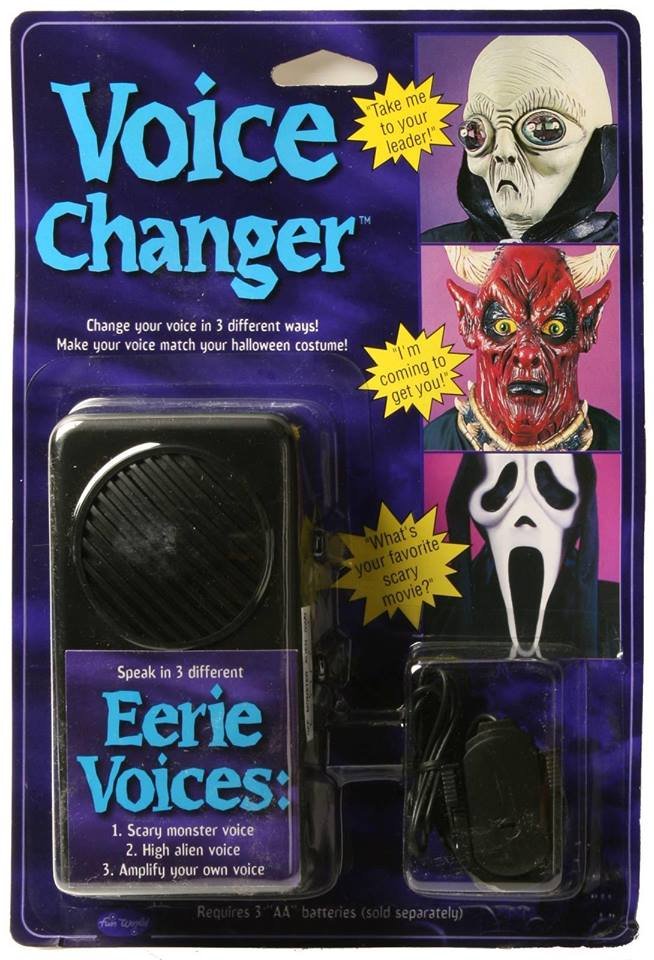 Voice
Changer™
"Take me
to your
leader!"
Change your voice in 3 different ways!
Make your voice match your halloween costume!
"I'm
coming to
get you!"
"What's
your favorite
scary
movie?"
Speak in 3 different
Eerie
Voices:
1. Scary monster voice
2. High alien voice
3. Amplify your own voice
Requires 3 "AA" batteries (sold separately)
Fun World